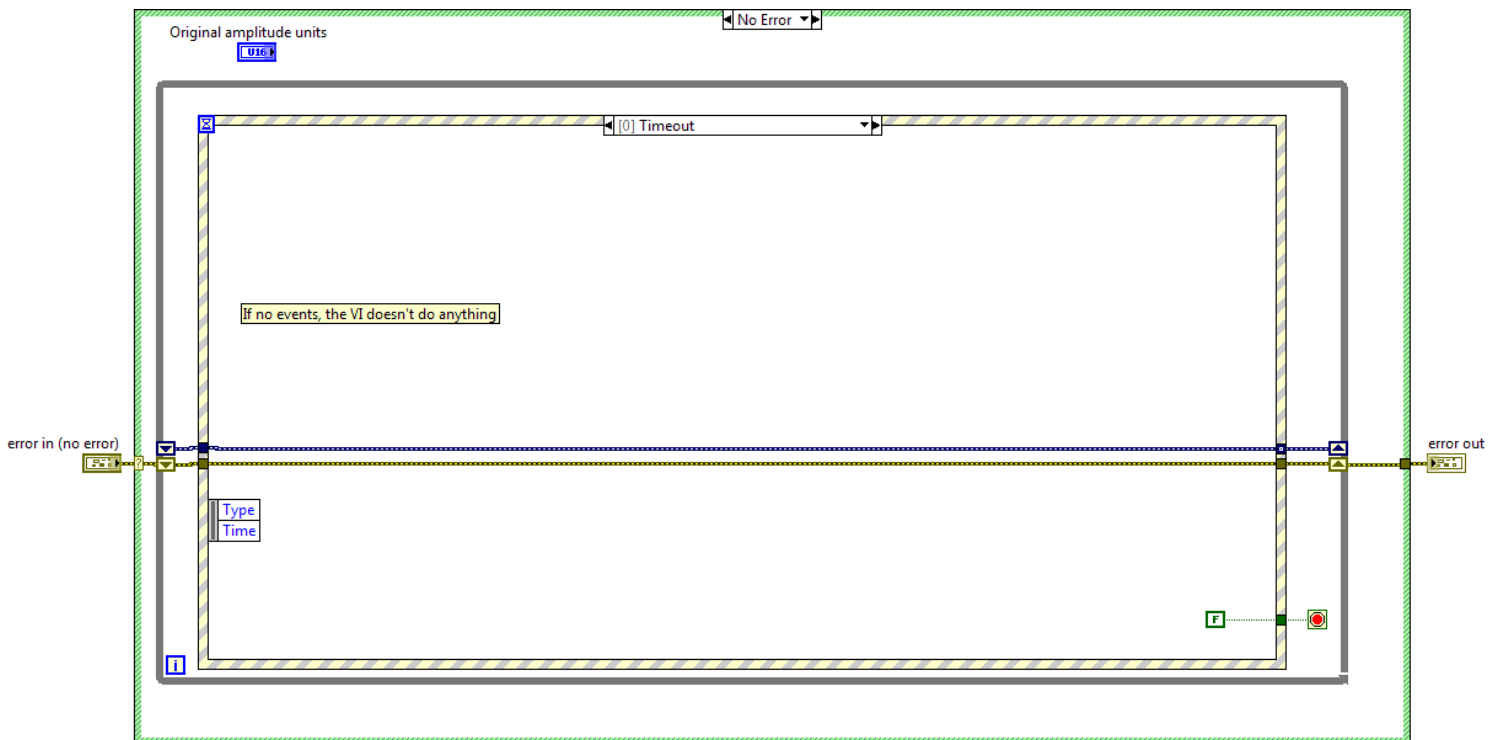 No Error
Original amplitude units
U16
[0] Timeout
If no events, the VI doesn't do anything
error in (no error)
error out
?
Type
Time
F
i